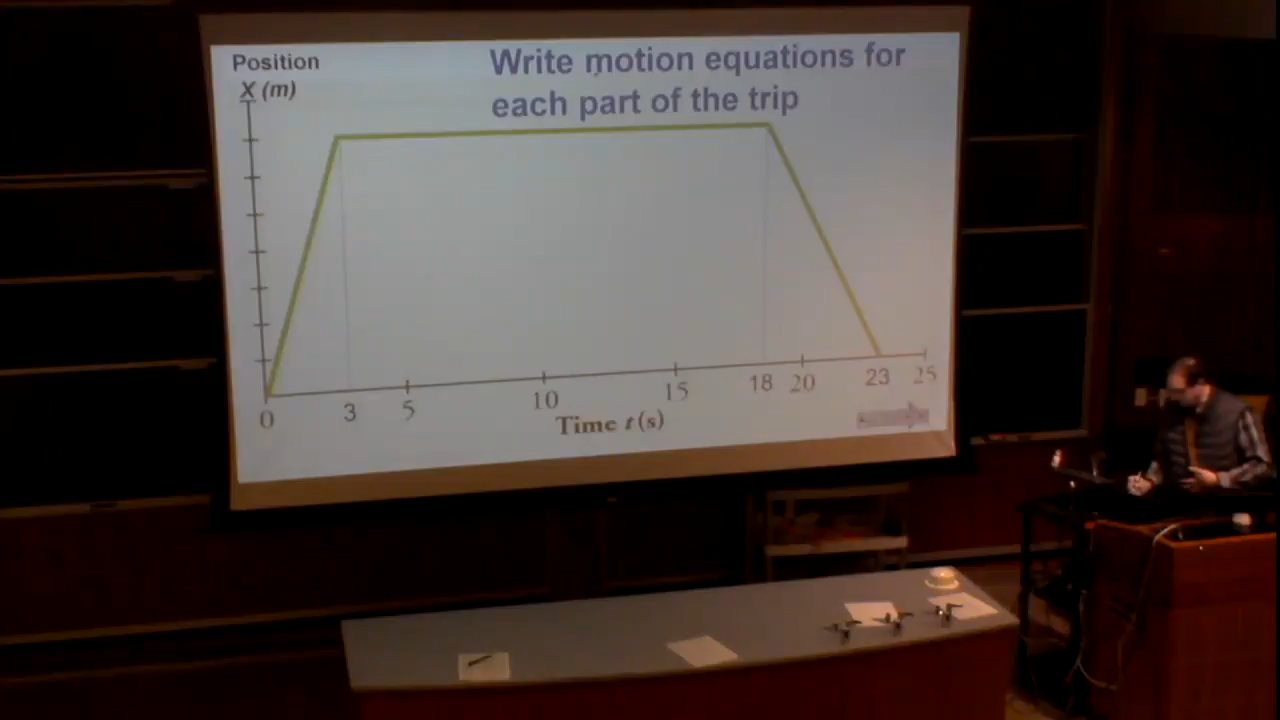 Position
X (m)
Write motion equations for
each part of the trip
0
3
5
10
15
18
20
23
25
Time t (s)